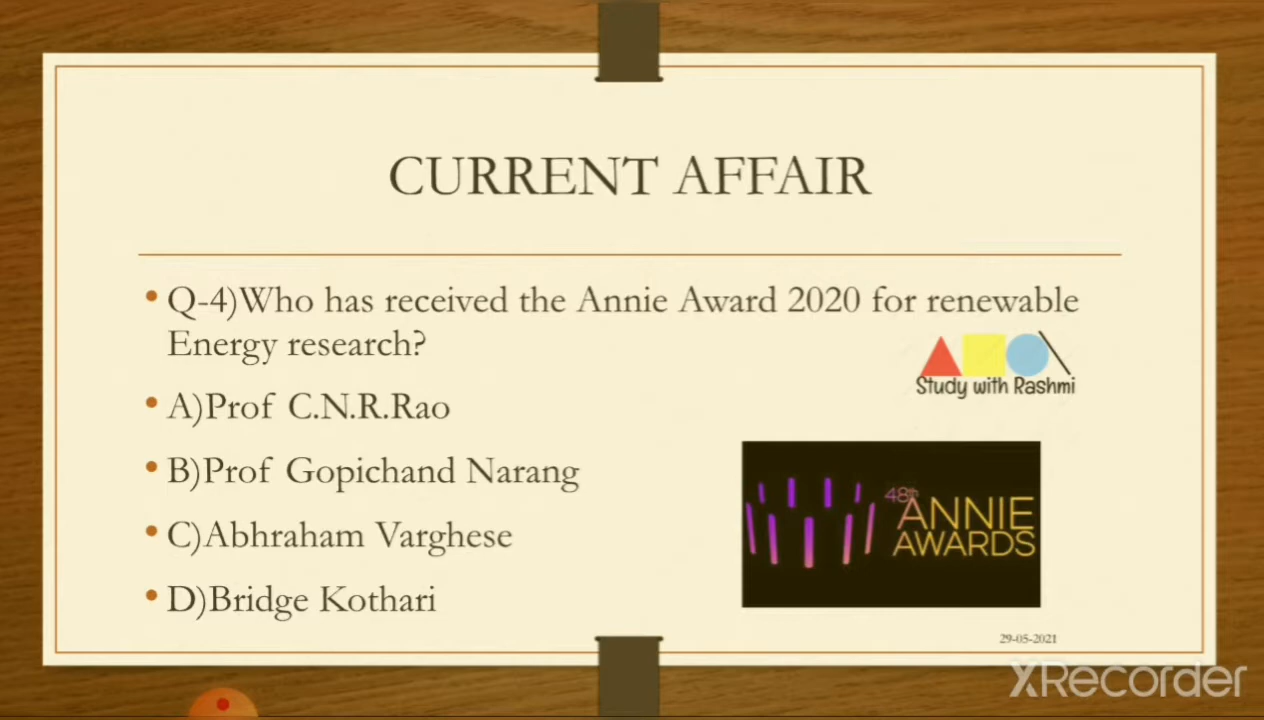 CURRENT AFFAIR
• Q-4)Who has received the Annie Award 2020 for renewable
Energy research?
Study with Rashmi
• A)Prof C.N.R.Rao
• B)Prof Gopichand Narang
48th
ANNIE
AWARDS
• C)Abhraham Varghese
• D)Bridge Kothari
29-05-2021
XRecorder